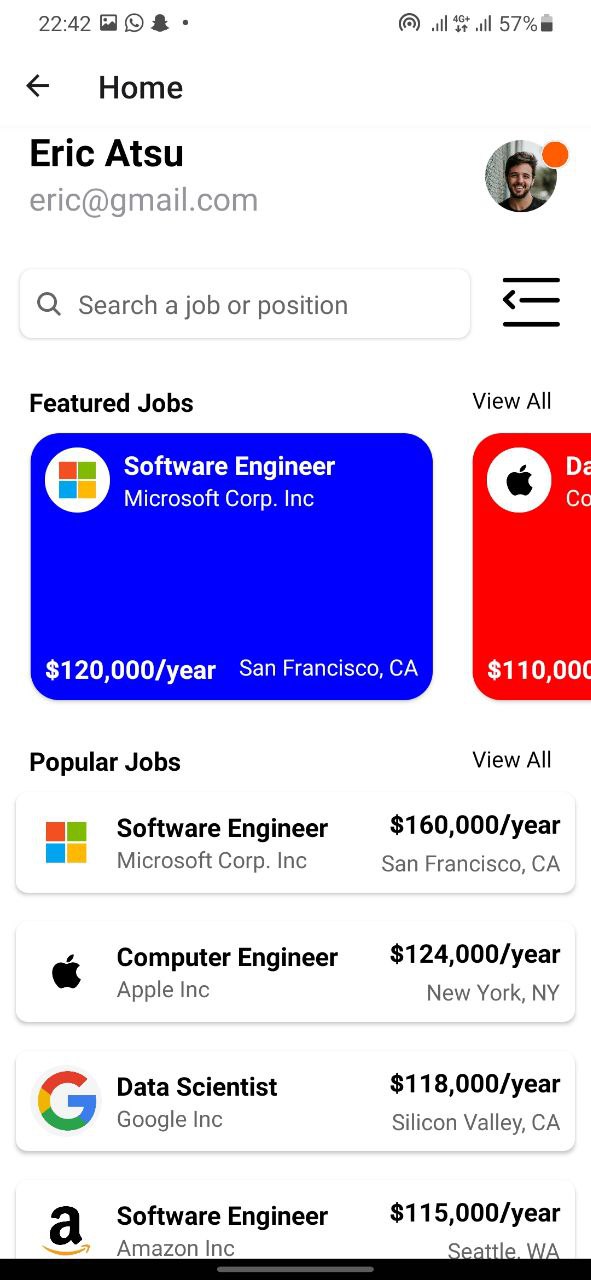 22:42 4G+ 57%
Home
Eric Atsu
eric@gmail.com
Search a job or position
Featured Jobs View All
Software Engineer
Microsoft Corp. Inc
$120,000/year San Francisco, CA
Da
Co
$110,000
Popular Jobs View All
Software Engineer $160,000/year
Microsoft Corp. Inc San Francisco, CA
Computer Engineer $124,000/year
Apple Inc New York, NY
Data Scientist $118,000/year
Google Inc Silicon Valley, CA
Software Engineer $115,000/year
Amazon Inc Seattle, WA